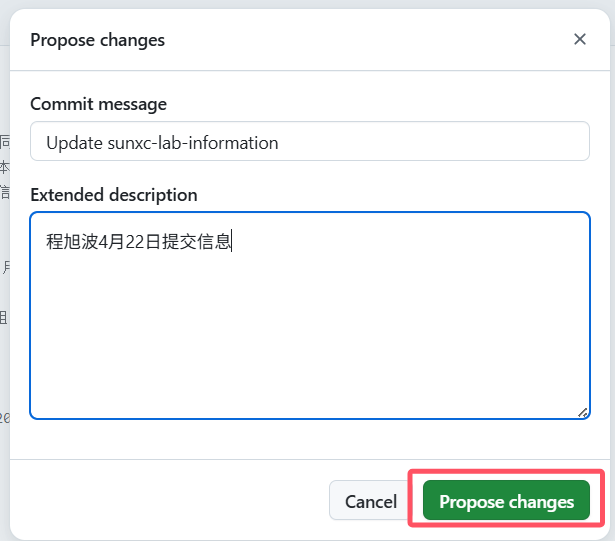 Propose changes
Commit message
Update sunxc-lab-information
Extended description
程旭波4月22日提交信息
Cancel
Propose changes